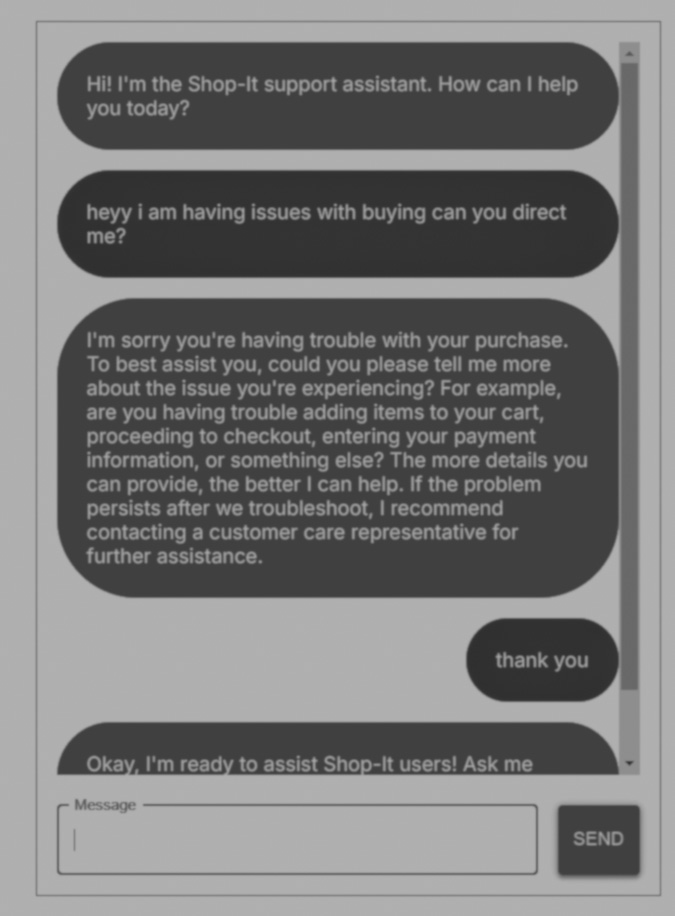 Hi! I'm the Shop-It support assistant. How can I help
you today?
heyy i am having issues with buying can you direct
me?
I'm sorry you're having trouble with your purchase.
To best assist you, could you please tell me more
about the issue you're experiencing? For example,
are you having trouble adding items to your cart,
proceeding to checkout, entering your payment
information, or something else? The more details you
can provide, the better I can help. If the problem
persists after we troubleshoot, I recommend
contacting a customer care representative for
further assistance.
thank you
Okay, I'm ready to assist Shop-It users! Ask me
Message
SEND